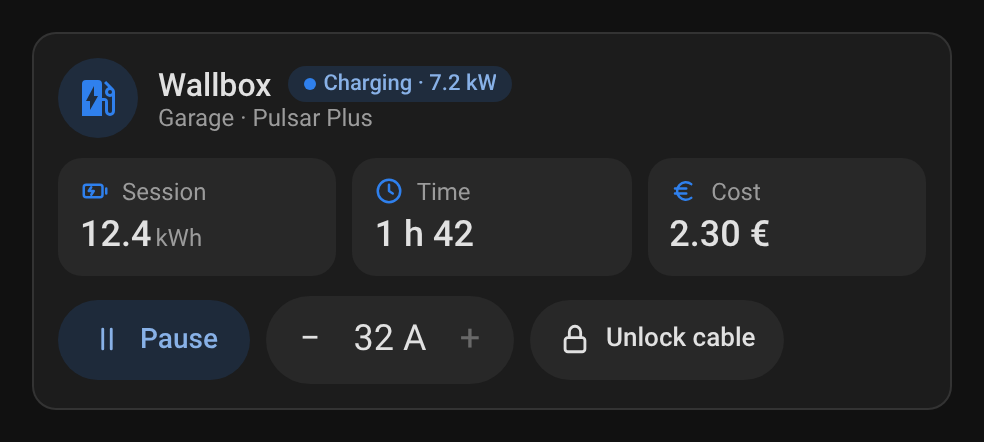 Wallbox
Charging · 7.2 kW
Garage · Pulsar Plus
Session
12.4 kWh
Time
1 h 42
Cost
2.30 €
Pause
− 32 A +
Unlock cable